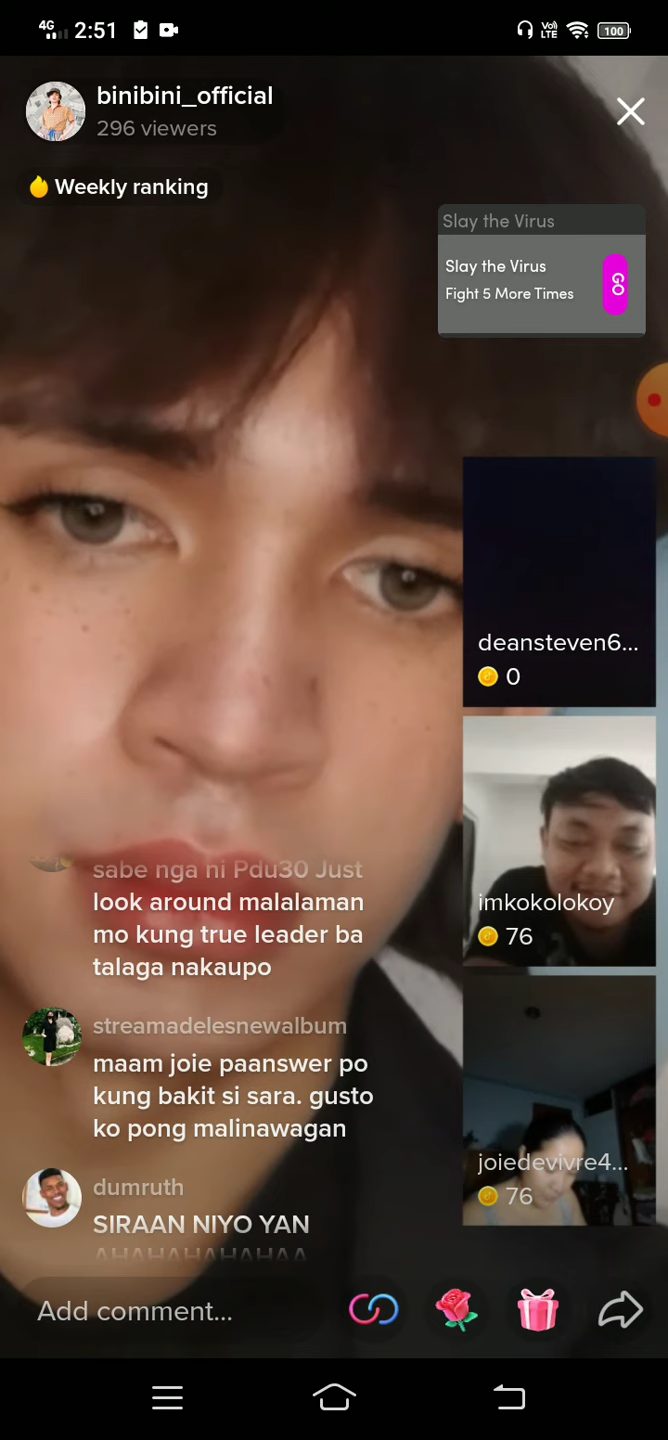 4G 2:51 Vo) LTE 100
binibini_official
296 viewers
Weekly ranking
Slay the Virus
Slay the Virus
Fight 5 More Times
GO
deansteven6...
0
imkokolokoy
76
joiedevivre4...
76
sabe nga ni Pdu30 Just
look around malalaman
mo kung true leader ba
talaga nakaupo
streamadelesnewalbum
maam joie paanswer po
kung bakit si sara. gusto
ko pong malinawagan
dumruth
SIRAAN NIYO YAN
AHAHAHAHAHAA
Add comment...